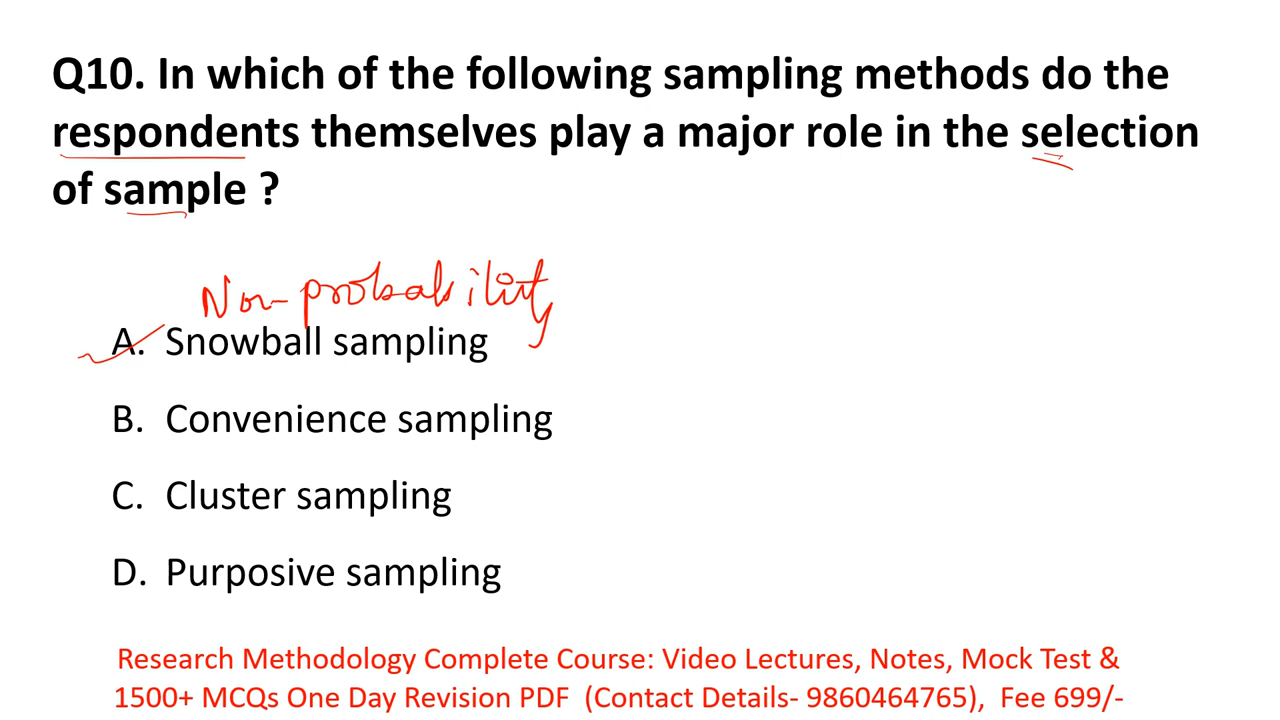 Q10. In which of the following sampling methods do the
respondents themselves play a major role in the selection
of sample ?
Non-probability
A. Snowball sampling
B. Convenience sampling
C. Cluster sampling
D. Purposive sampling
Research Methodology Complete Course: Video Lectures, Notes, Mock Test &
1500+ MCQs One Day Revision PDF (Contact Details- 9860464765), Fee 699/-